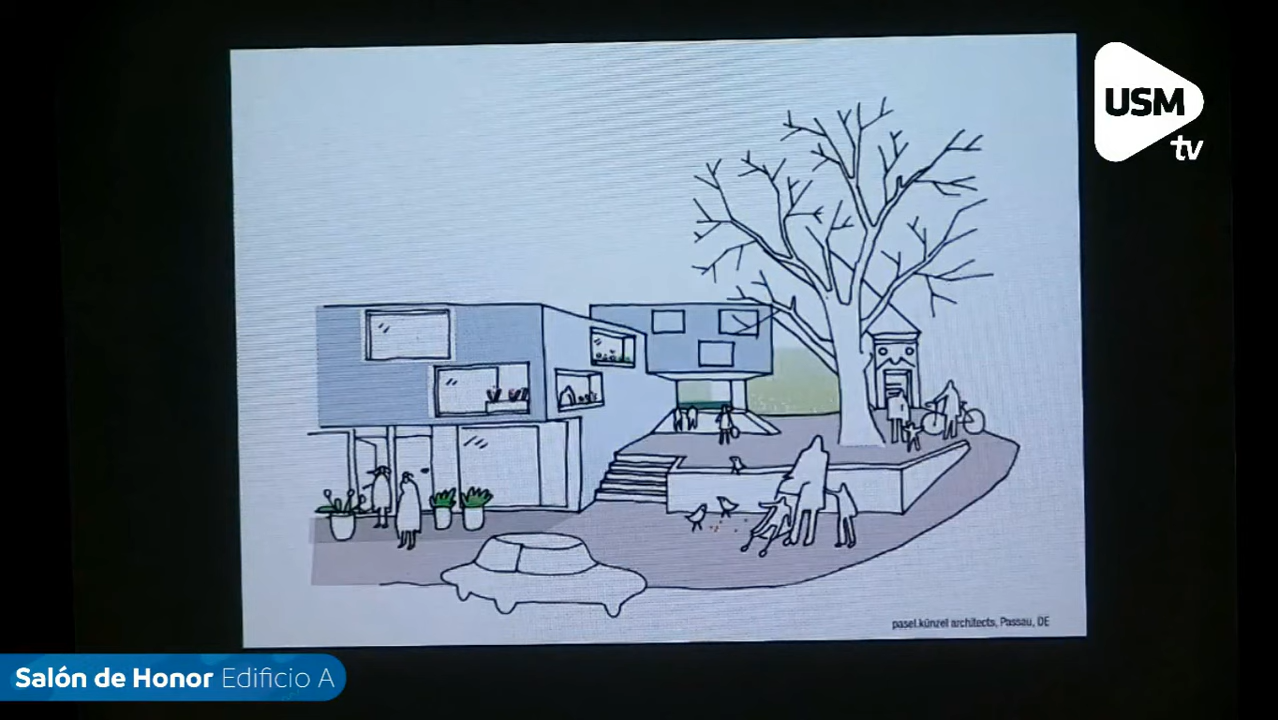 USM
tv
pasel.künzel architects, Passau, DE
Salón de Honor Edificio A